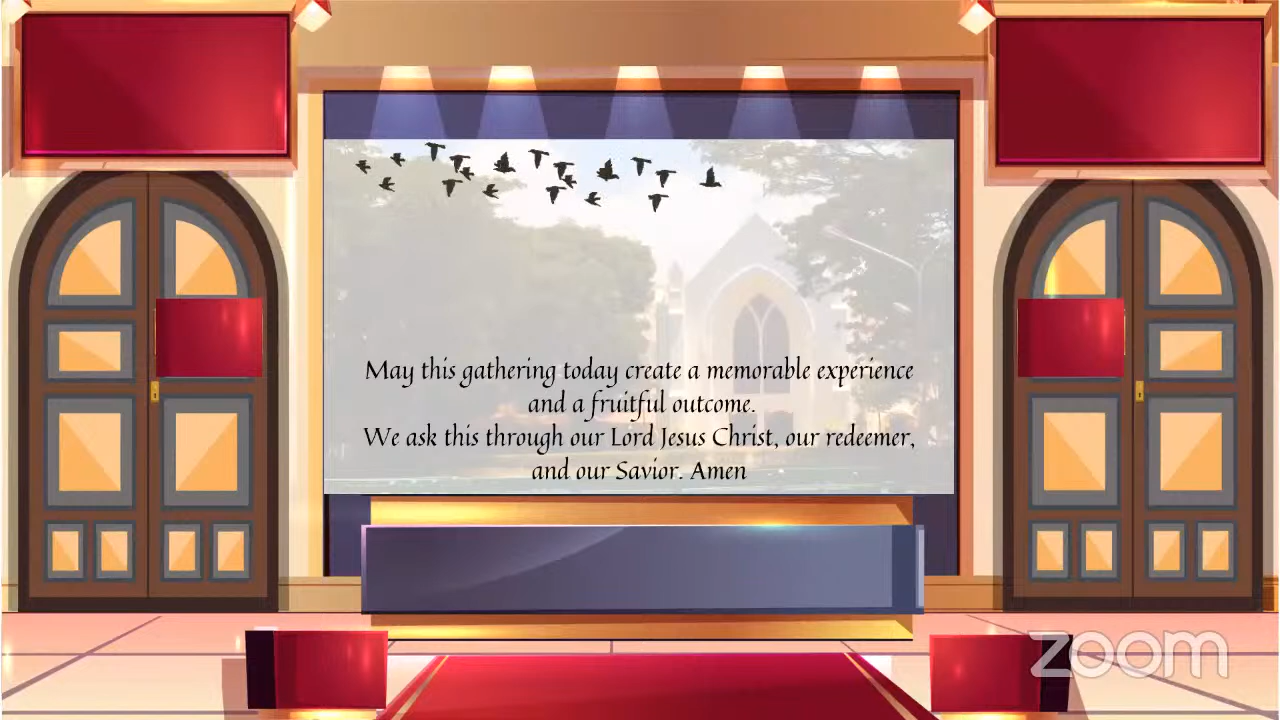 May this gathering today create a memorable experience
and a fruitful outcome.
We ask this through our Lord Jesus Christ, our redeemer,
and our Savior. Amen
zoom